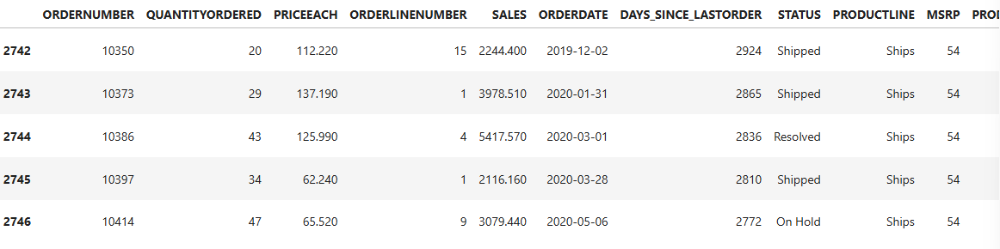 ORDERNUMBER QUANTITYORDERED PRICEEACH ORDERLINENUMBER SALES ORDERDATE DAYS_SINCE_LASTORDER STATUS PRODUCTLINE MSRP
2742 10350 20 112.220 15 2244.400 2019-12-02 2924 Shipped Ships 54
2743 10373 29 137.190 1 3978.510 2020-01-31 2865 Shipped Ships 54
2744 10386 43 125.990 4 5417.570 2020-03-01 2836 Resolved Ships 54
2745 10397 34 62.240 1 2116.160 2020-03-28 2810 Shipped Ships 54
2746 10414 47 65.520 9 3079.440 2020-05-06 2772 On Hold Ships 54